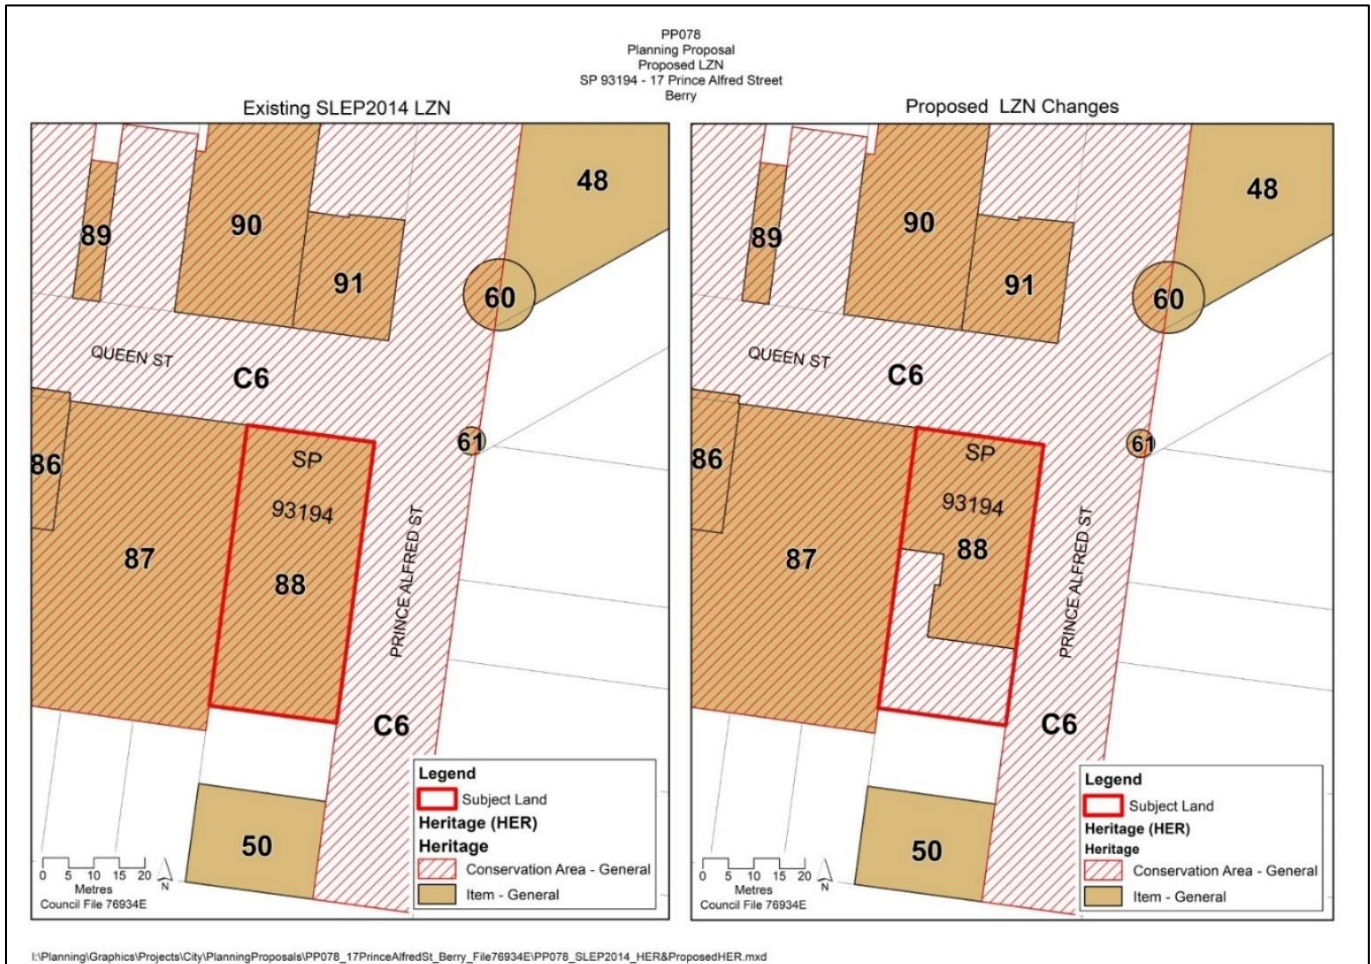 PP078
Planning Proposal
Proposed LZN
SP 93194 - 17 Prince Alfred Street
Berry
Existing SLEP2014 LZN
48
90
89
91
60
QUEEN ST
C6
61
SP
86
93194
87
88
PRINCE ALFRED ST
C6
50
Legend
Subject Land
Heritage (HER)
Heritage
Conservation Area - General
Item - General
0 5 10 15 20
Metres
N
Council File 76934E
Proposed LZN Changes
48
90
89
91
60
QUEEN ST
C6
61
SP
86
93194
88
87
PRINCE ALFRED ST
C6
50
Legend
Subject Land
Heritage (HER)
Heritage
Conservation Area - General
Item - General
0 5 10 15 20
Metres
N
Council File 76934E
I:\Planning\Graphics\Projects\City\PlanningProposals\PP078_17PrinceAlfredSt_Berry_File76934E\PP078_SLEP2014_HER&ProposedHER.mxd